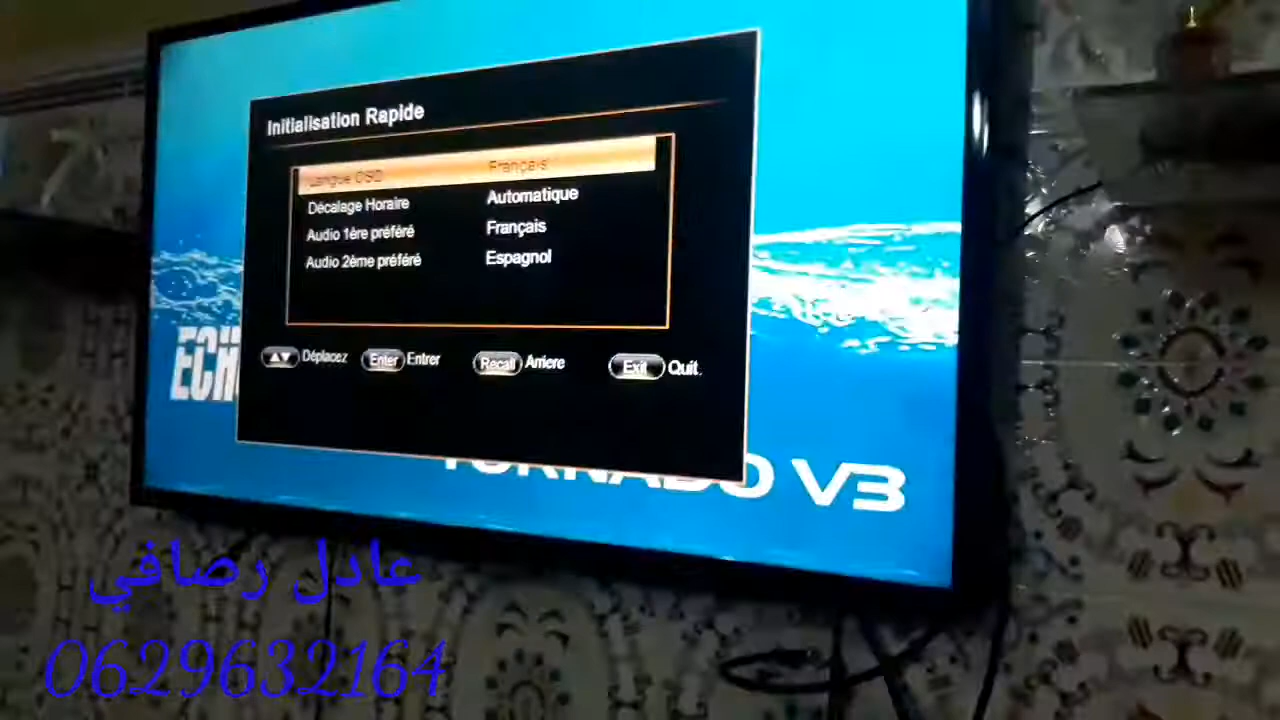 Initialisation Rapide
Langue OSD Français
Décalage Horaire Automatique
Audio 1ère préféré Français
Audio 2ème préféré Espagnol
▲▼ Déplacez Enter Entrer Recall Arriere Exit Quit.
ECH
TORNADO V3
عادل رصافي
0629632164